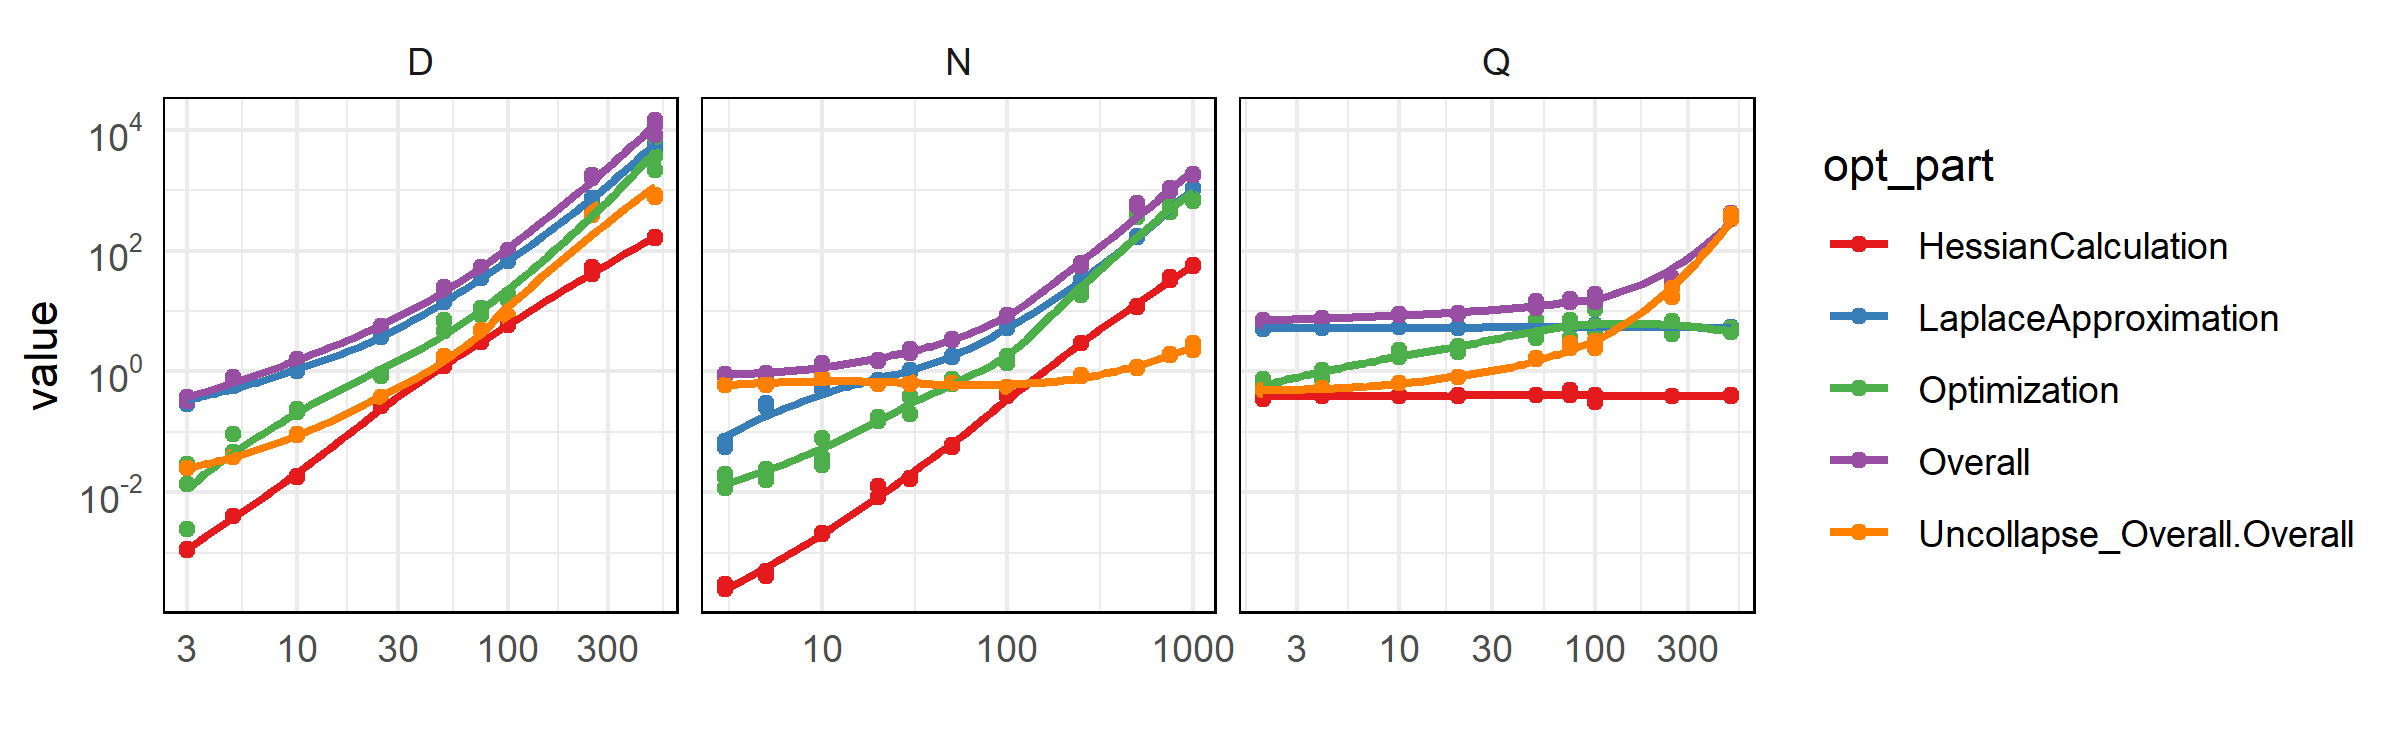 D N Q
value
10^4
10^2
10^0
10^-2
3 10 30 100 300
10 100 1000
3 10 30 100 300
opt_part
HessianCalculation
LaplaceApproximation
Optimization
Overall
Uncollapse_Overall.Overall